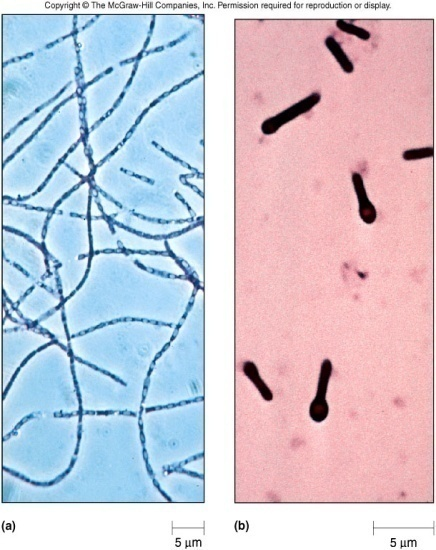 Copyright © The McGraw-Hill Companies, Inc. Permission required for reproduction or display.
(a)
5 µm
(b)
5 µm